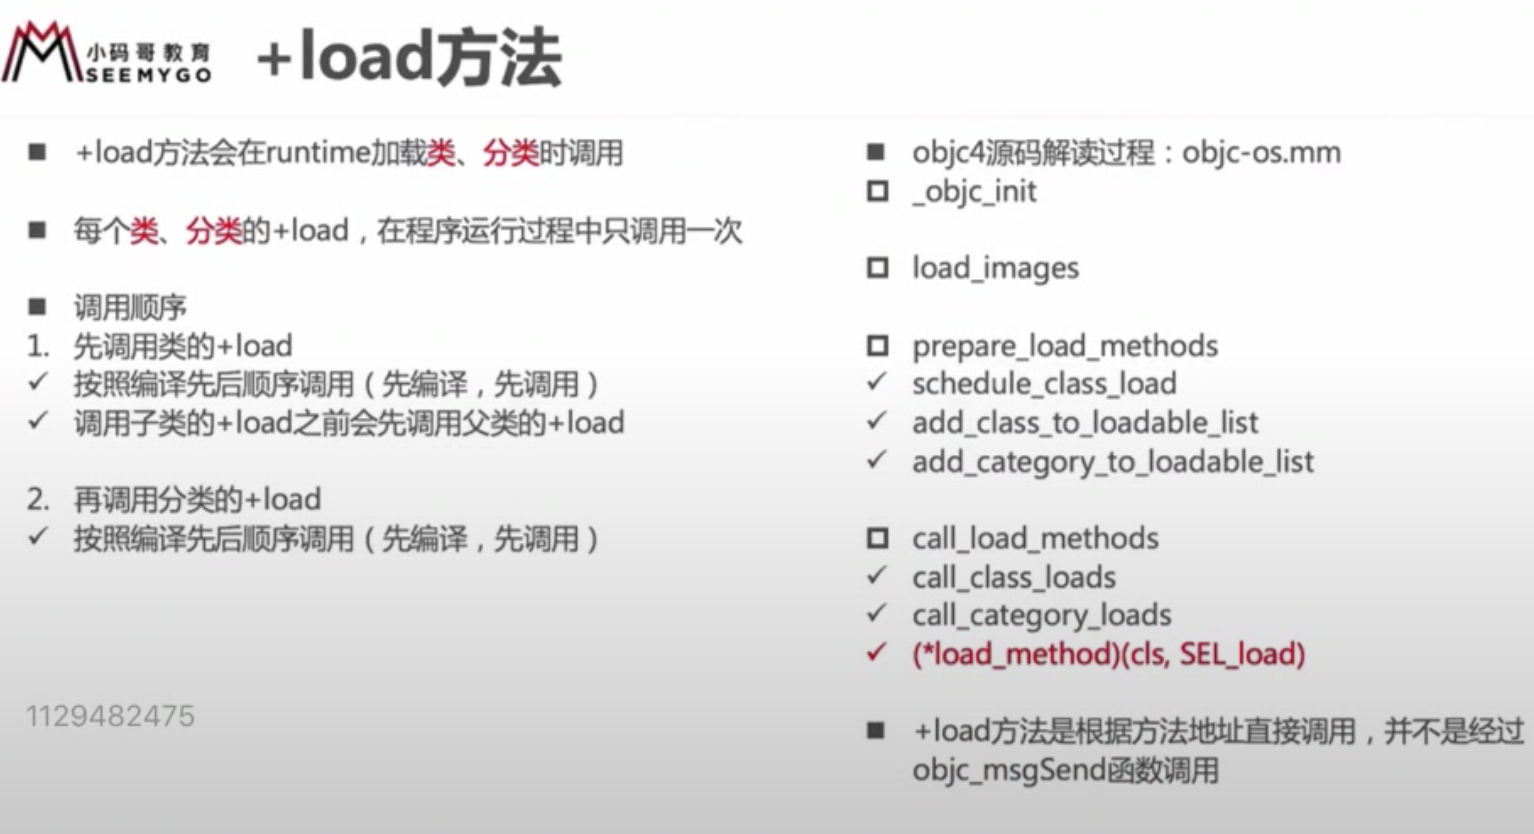 小码哥教育
SEEMYGO
+load方法
■ +load方法会在runtime加载类、分类时调用
■ 每个类、分类的+load，在程序运行过程中只调用一次
■ 调用顺序
1. 先调用类的+load
✓ 按照编译先后顺序调用（先编译，先调用）
✓ 调用子类的+load之前会先调用父类的+load
2. 再调用分类的+load
✓ 按照编译先后顺序调用（先编译，先调用）
1129482475
■ objc4源码解读过程：objc-os.mm
□ _objc_init
□ load_images
□ prepare_load_methods
✓ schedule_class_load
✓ add_class_to_loadable_list
✓ add_category_to_loadable_list
□ call_load_methods
✓ call_class_loads
✓ call_category_loads
✓ (*load_method)(cls, SEL_load)
■ +load方法是根据方法地址直接调用，并不是经过
objc_msgSend函数调用